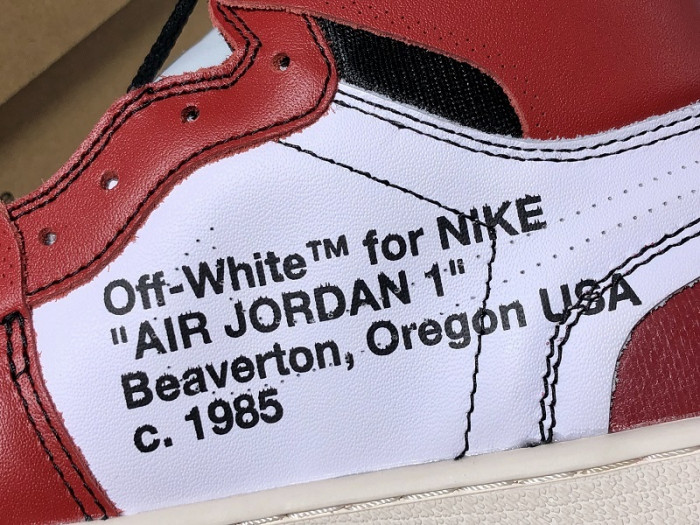 Off-White™ for NIKE
"AIR JORDAN 1"
Beaverton, Oregon USA
c. 1985